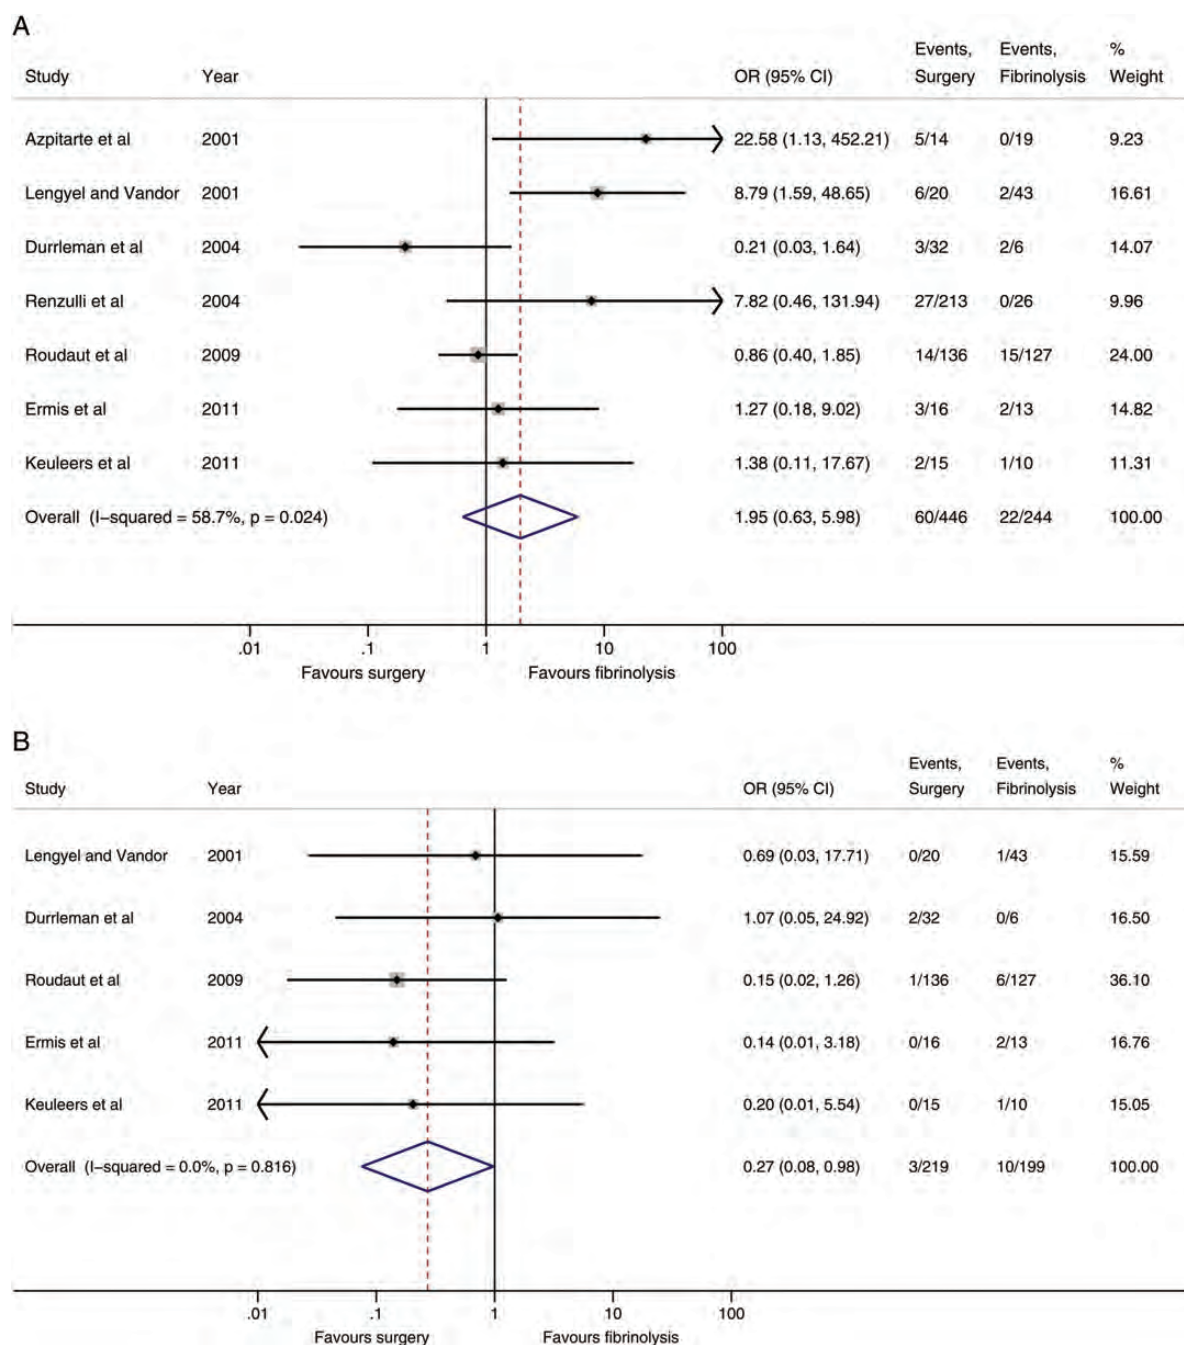 A
Events, Events, %
Study Year OR (95% CI) Surgery Fibrinolysis Weight
Azpitarte et al 2001 22.58 (1.13, 452.21) 5/14 0/19 9.23
Lengyel and Vandor 2001 8.79 (1.59, 48.65) 6/20 2/43 16.61
Durrleman et al 2004 0.21 (0.03, 1.64) 3/32 2/6 14.07
Renzulli et al 2004 7.82 (0.46, 131.94) 27/213 0/26 9.96
Roudaut et al 2009 0.86 (0.40, 1.85) 14/136 15/127 24.00
Ermis et al 2011 1.27 (0.18, 9.02) 3/16 2/13 14.82
Keuleers et al 2011 1.38 (0.11, 17.67) 2/15 1/10 11.31
Overall (I-squared = 58.7%, p = 0.024) 1.95 (0.63, 5.98) 60/446 22/244 100.00
.01 .1 1 10 100
Favours surgery Favours fibrinolysis
B
Events, Events, %
Study Year OR (95% CI) Surgery Fibrinolysis Weight
Lengyel and Vandor 2001 0.69 (0.03, 17.71) 0/20 1/43 15.59
Durrleman et al 2004 1.07 (0.05, 24.92) 2/32 0/6 16.50
Roudaut et al 2009 0.15 (0.02, 1.26) 1/136 6/127 36.10
Ermis et al 2011 0.14 (0.01, 3.18) 0/16 2/13 16.76
Keuleers et al 2011 0.20 (0.01, 5.54) 0/15 1/10 15.05
Overall (I-squared = 0.0%, p = 0.816) 0.27 (0.08, 0.98) 3/219 10/199 100.00
.01 .1 1 10 100
Favours surgery Favours fibrinolysis